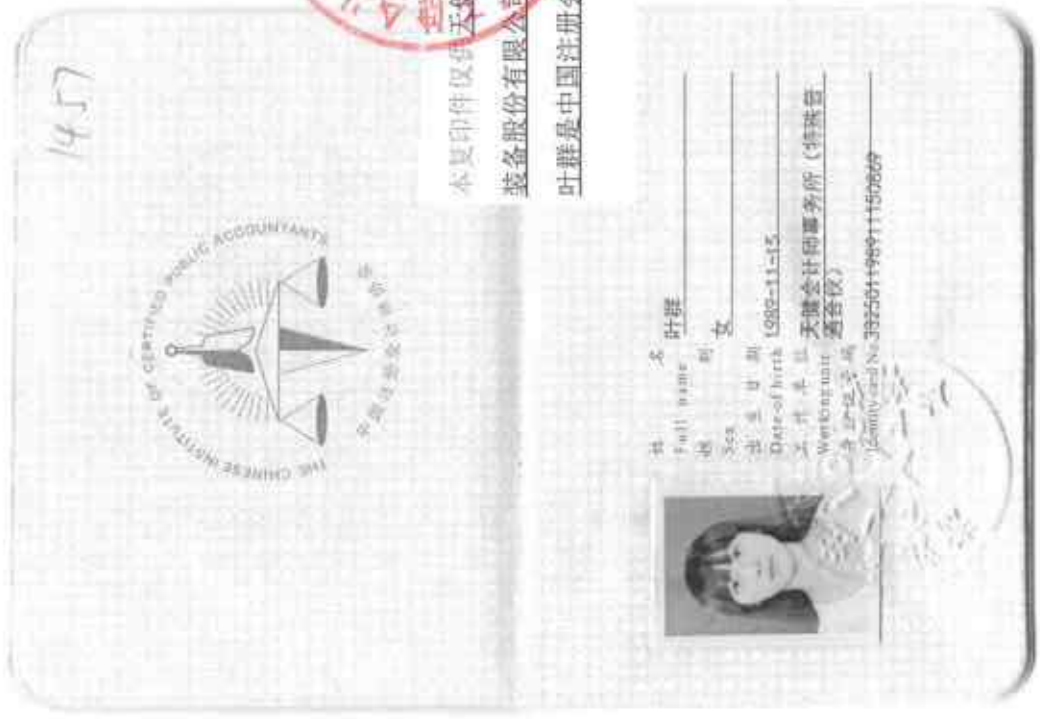 1457
THE CHINESE INSTITUTE OF CERTIFIED PUBLIC ACCOUNTANTS
中国注册会计师协会
本复印件仅供天健
装备股份有限公司
叶群是中国注册会
姓 名
Full name
叶群
性 别
Sex
女
出 生 日 期
Date of birth
1989-11-15
工 作 单 位
Working unit
天健会计师事务所（特殊普
通合伙）
身份证号码
Identity card No.
332501198911150869